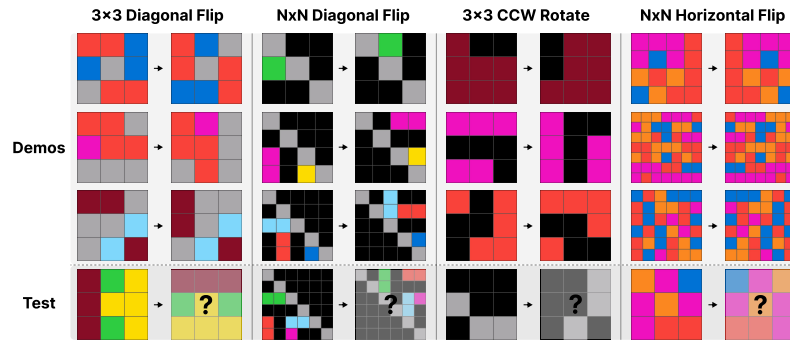 3×3 Diagonal Flip NxN Diagonal Flip 3×3 CCW Rotate NxN Horizontal Flip
Demos
Test ? ? ? ?